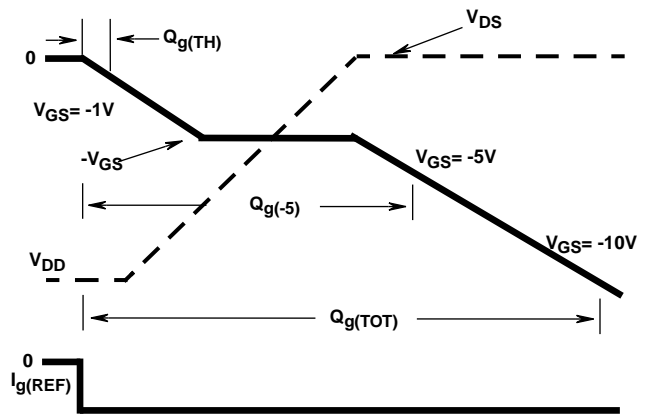 V_DS
Q_g(TH)
0
V_GS= -1V
-V_GS
V_GS= -5V
Q_g(-5)
V_GS= -10V
V_DD
Q_g(TOT)
0
I_g(REF)